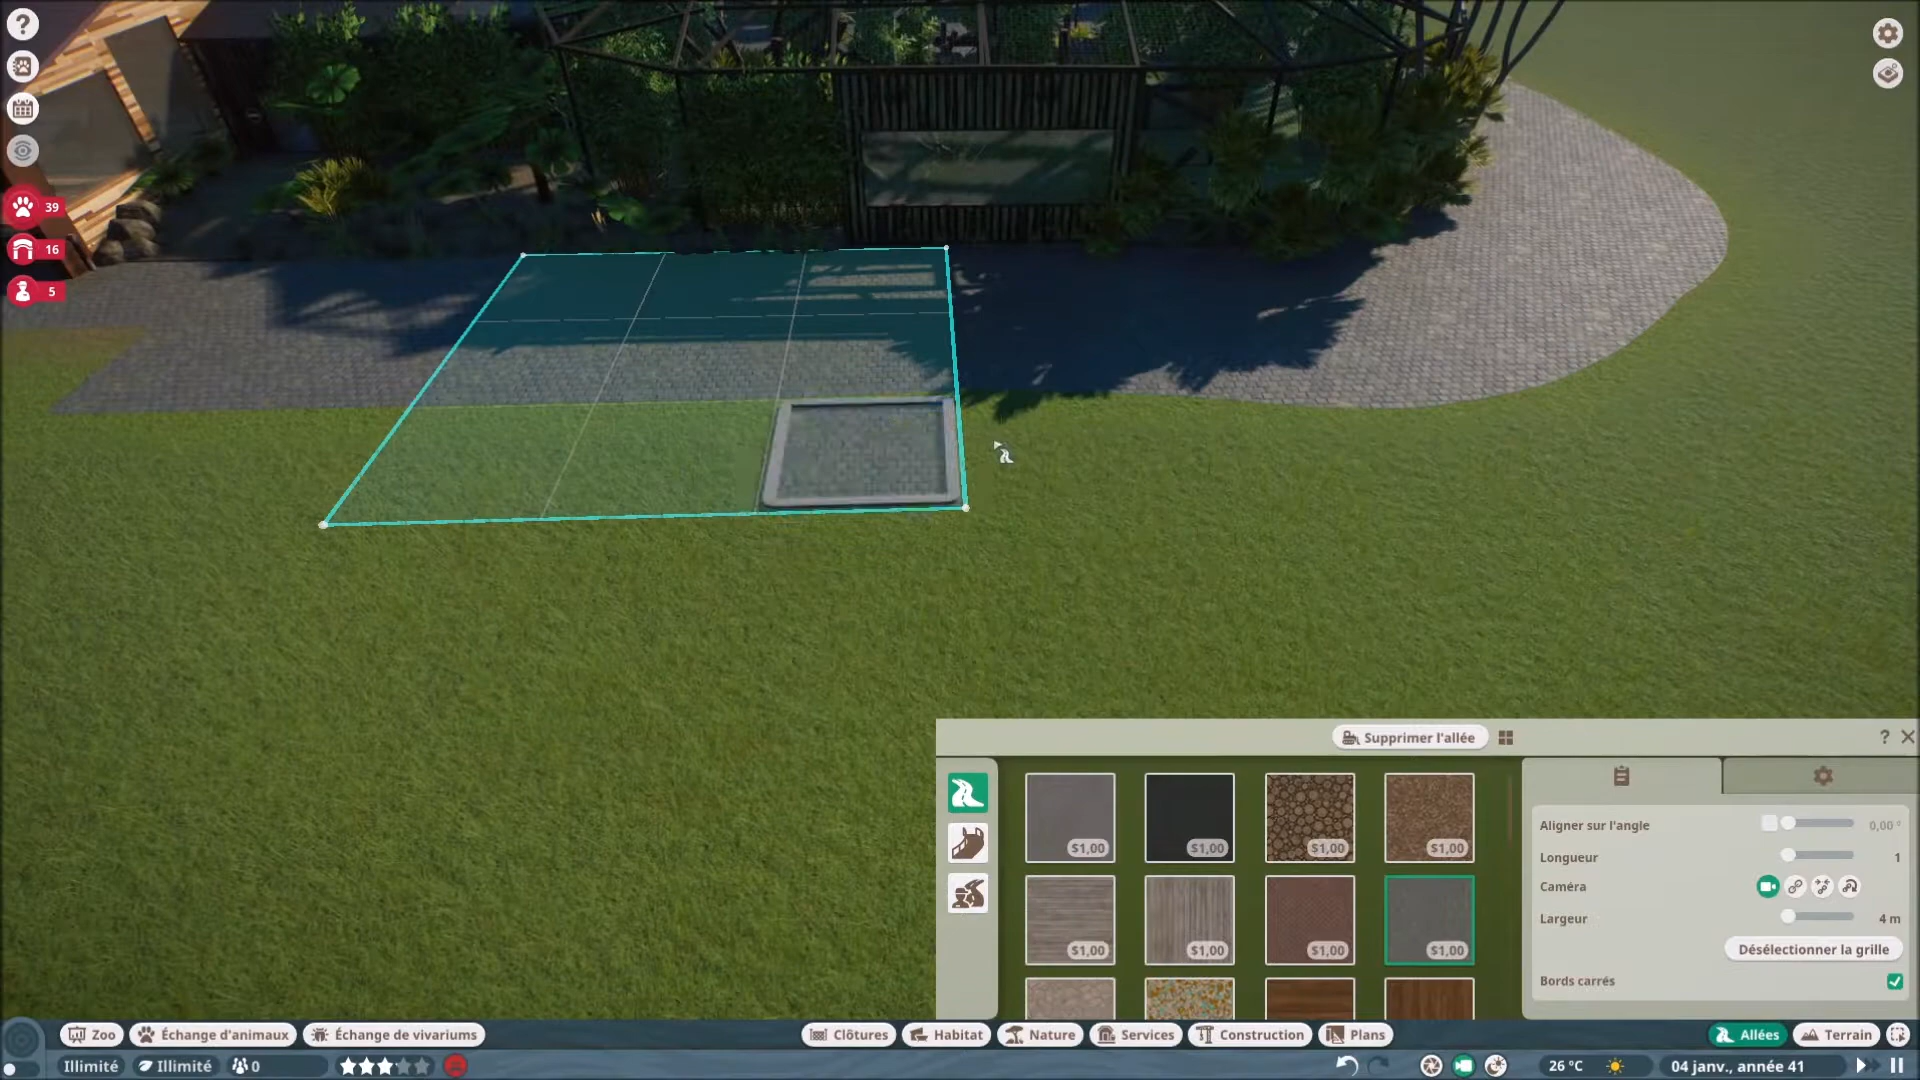 ?
39
16
5
Supprimer l'allée
?
$1,00
$1,00
$1,00
$1,00
$1,00
$1,00
$1,00
$1,00
Aligner sur l'angle
0,00 °
Longueur
1
Caméra
Largeur
4 m
Désélectionner la grille
Bords carrés
Zoo
Échange d'animaux
Échange de vivariums
Clôtures
Habitat
Nature
Services
Construction
Plans
Allées
Terrain
Illimité
Illimité
0
26 °C
04 janv., année 41